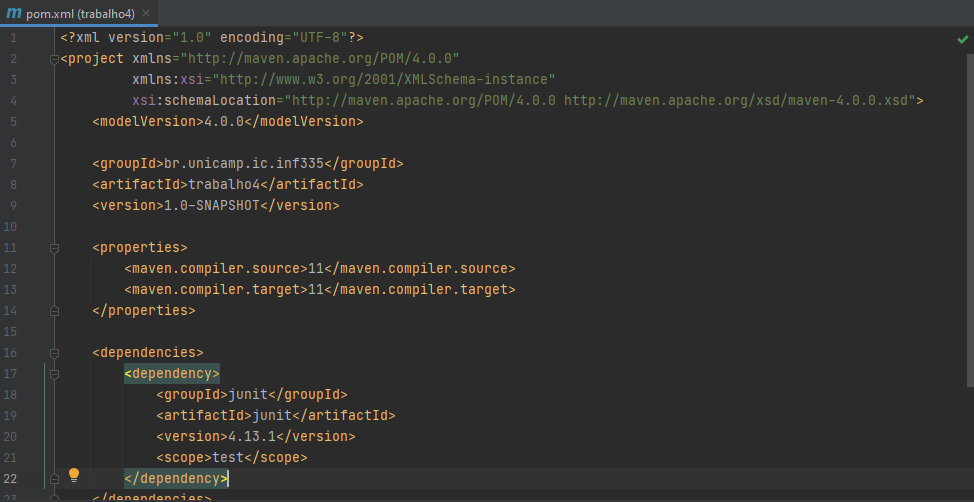 m pom.xml (trabalho4) ×
1 <?xml version="1.0" encoding="UTF-8"?>
2 <project xmlns="http://maven.apache.org/POM/4.0.0"
3 xmlns:xsi="http://www.w3.org/2001/XMLSchema-instance"
4 xsi:schemaLocation="http://maven.apache.org/POM/4.0.0 http://maven.apache.org/xsd/maven-4.0.0.xsd">
5 <modelVersion>4.0.0</modelVersion>
6
7 <groupId>br.unicamp.ic.inf335</groupId>
8 <artifactId>trabalho4</artifactId>
9 <version>1.0-SNAPSHOT</version>
10
11 <properties>
12 <maven.compiler.source>11</maven.compiler.source>
13 <maven.compiler.target>11</maven.compiler.target>
14 </properties>
15
16 <dependencies>
17 <dependency>
18 <groupId>junit</groupId>
19 <artifactId>junit</artifactId>
20 <version>4.13.1</version>
21 <scope>test</scope>
22 </dependency>
23 </dependencies>